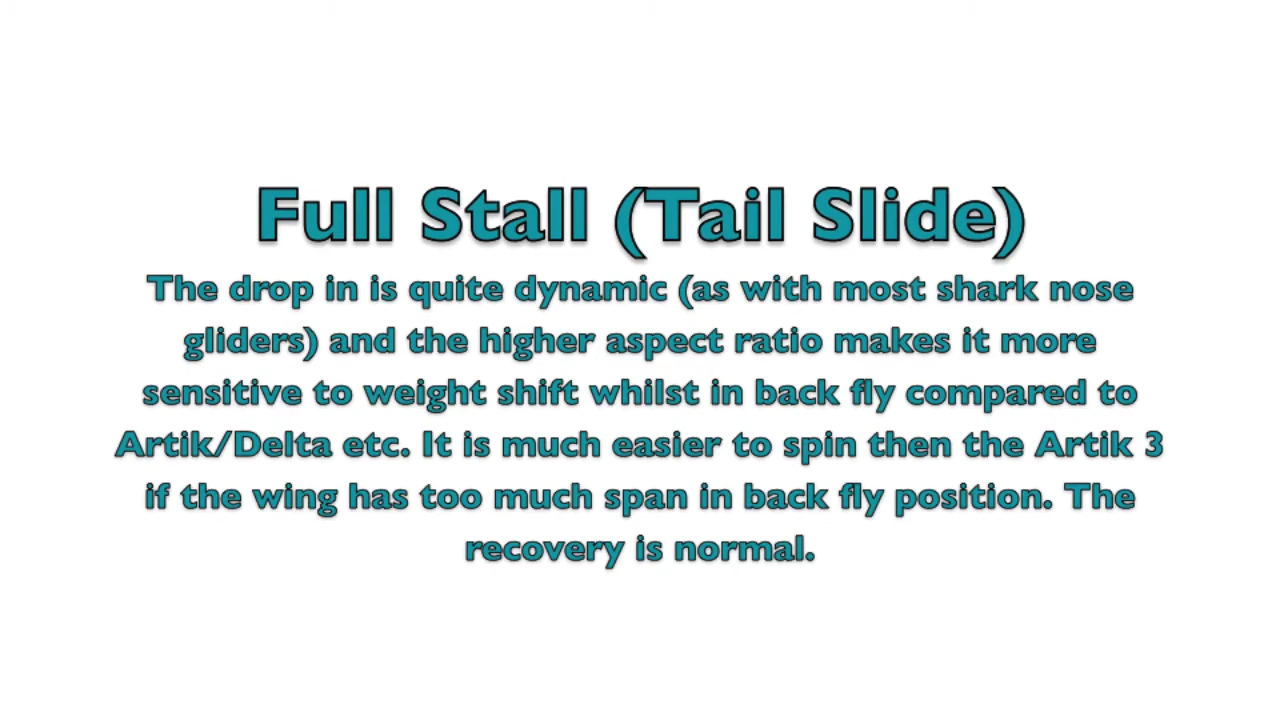 Full Stall (Tail Slide)
The drop in is quite dynamic (as with most shark nose
gliders) and the higher aspect ratio makes it more
sensitive to weight shift whilst in back fly compared to
Artik/Delta etc. It is much easier to spin then the Artik 3
if the wing has too much span in back fly position. The
recovery is normal.